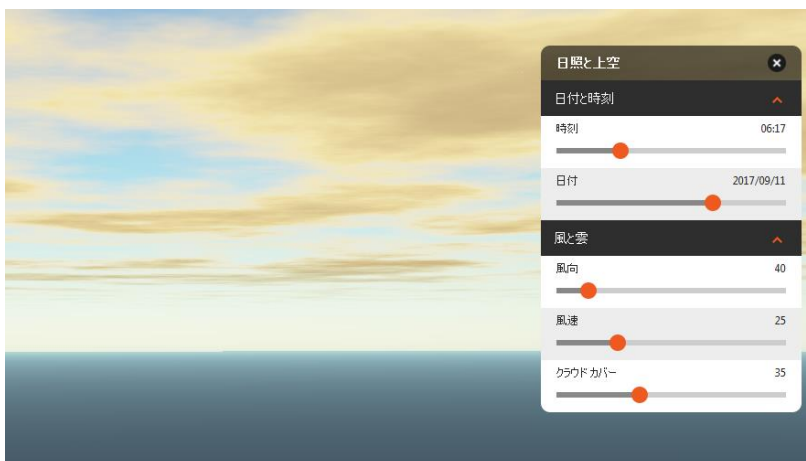 日照と上空
日付と時刻
時刻 06:17
日付 2017/09/11
風と雲
風向 40
風速 25
クラウド カバー 35